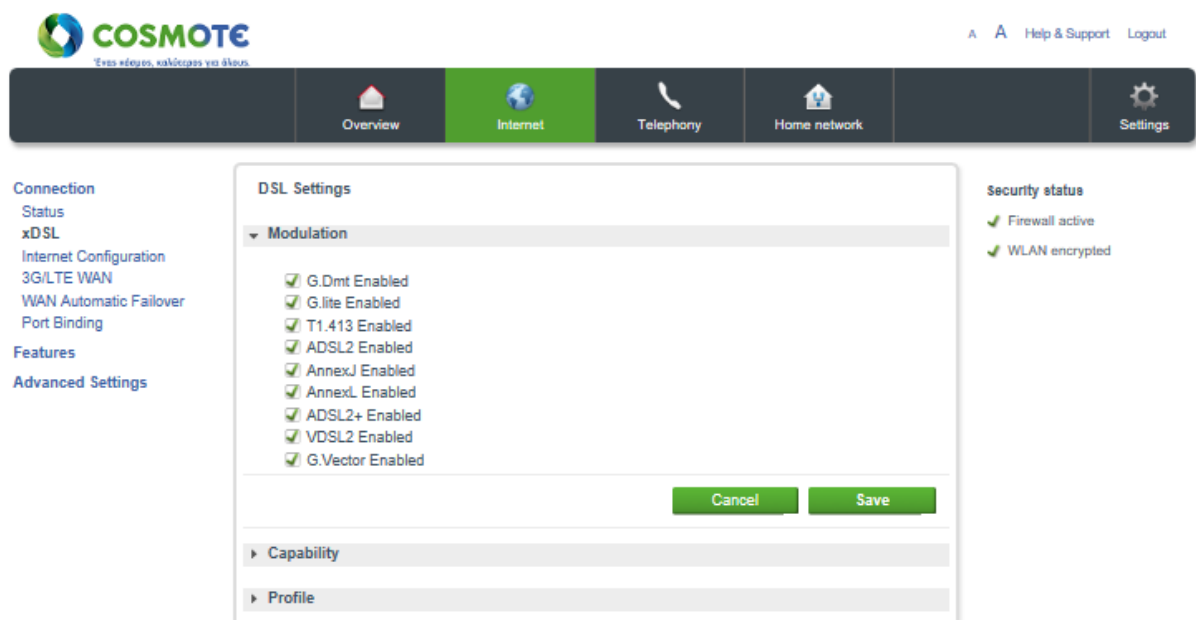 COSMOTE
Ένας κόσμος, καλύτερος για όλους.
A A Help & Support Logout
Overview
Internet
Telephony
Home network
Settings
Connection
Status
xDSL
Internet Configuration
3G/LTE WAN
WAN Automatic Failover
Port Binding
Features
Advanced Settings
DSL Settings
Modulation
G.Dmt Enabled
G.lite Enabled
T1.413 Enabled
ADSL2 Enabled
AnnexJ Enabled
AnnexL Enabled
ADSL2+ Enabled
VDSL2 Enabled
G.Vector Enabled
Cancel Save
Capability
Profile
Security status
Firewall active
WLAN encrypted